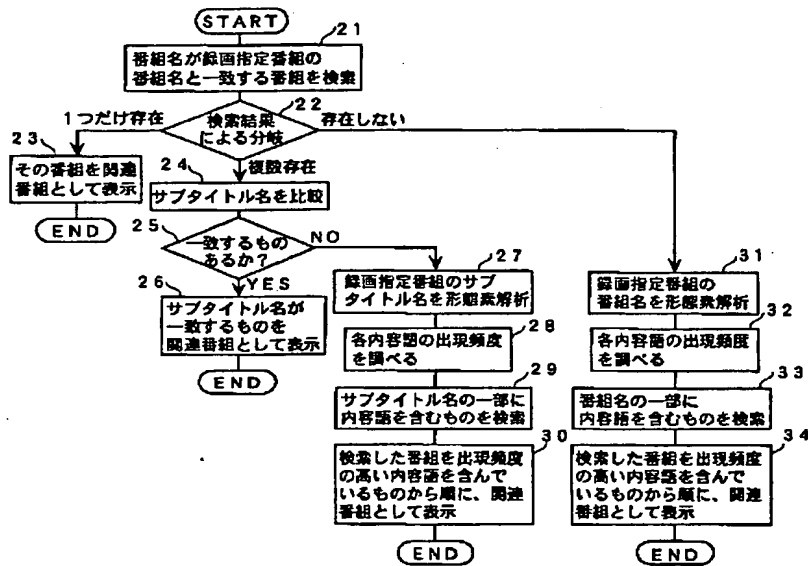 START
21
番組名が録画指定番組の
番組名と一致する番組を検索
22
検索結果
による分岐
1つだけ存在
存在しない
複数存在
23
その番組を関連
番組として表示
END
24
サブタイトル名を比較
25
一致するもの
あるか?
NO
YES
26
サブタイトル名が
一致するものを
関連番組として表示
END
27
録画指定番組のサブ
タイトル名を形態素解析
28
各内容語の出現頻度
を調べる
29
サブタイトル名の一部に
内容語を含むものを検索
30
検索した番組を出現頻度
の高い内容語を含んで
いるものから順に、関連
番組として表示
END
31
録画指定番組の
番組名を形態素解析
32
各内容語の出現頻度
を調べる
33
番組名の一部に
内容語を含むものを検索
34
検索した番組を出現頻度
の高い内容語を含んで
いるものから順に、関連
番組として表示
END